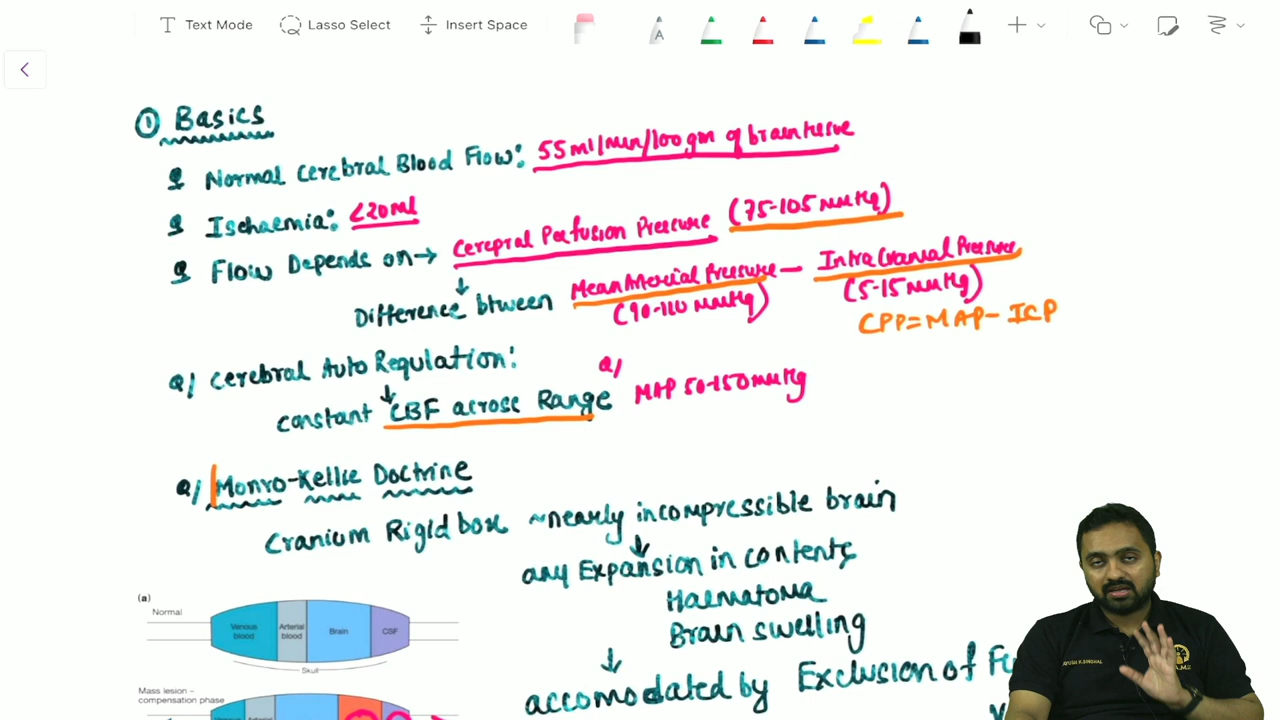 Text Mode Lasso Select Insert Space
A
① Basics
Normal Cerebral Blood Flow: 55ml/min/100gm of brain tissue
Ischaemia: <20ml
Flow Depends on → Cerepral Perfusion Pressure (75-105 mmHg)
↓
Difference btween Mean Arterial Pressure – Intra Cranial Pressure
(90-110 mmHg) (5-15 mmHg)
CPP = MAP - ICP
Q/ Cerebral Auto Regulation:
↓
constant CBF across Range Q/ MAP 50-150 mmHg
Q/ Monro-Kellie Doctrine
Cranium Rigid box ~nearly incompressible brain
↓
any Expansion in contents
Haematoma
Brain swelling
↓
accomodated by Exclusion of
(a)
Normal
Venous blood Arterial blood Brain CSF
Skull
Mass lesion –
compensation phase